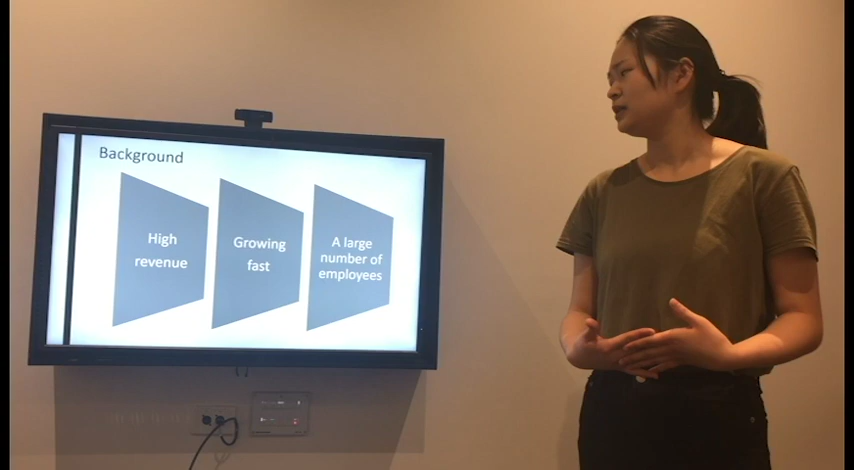 Background
High
revenue
Growing
fast
A large
number of
employees